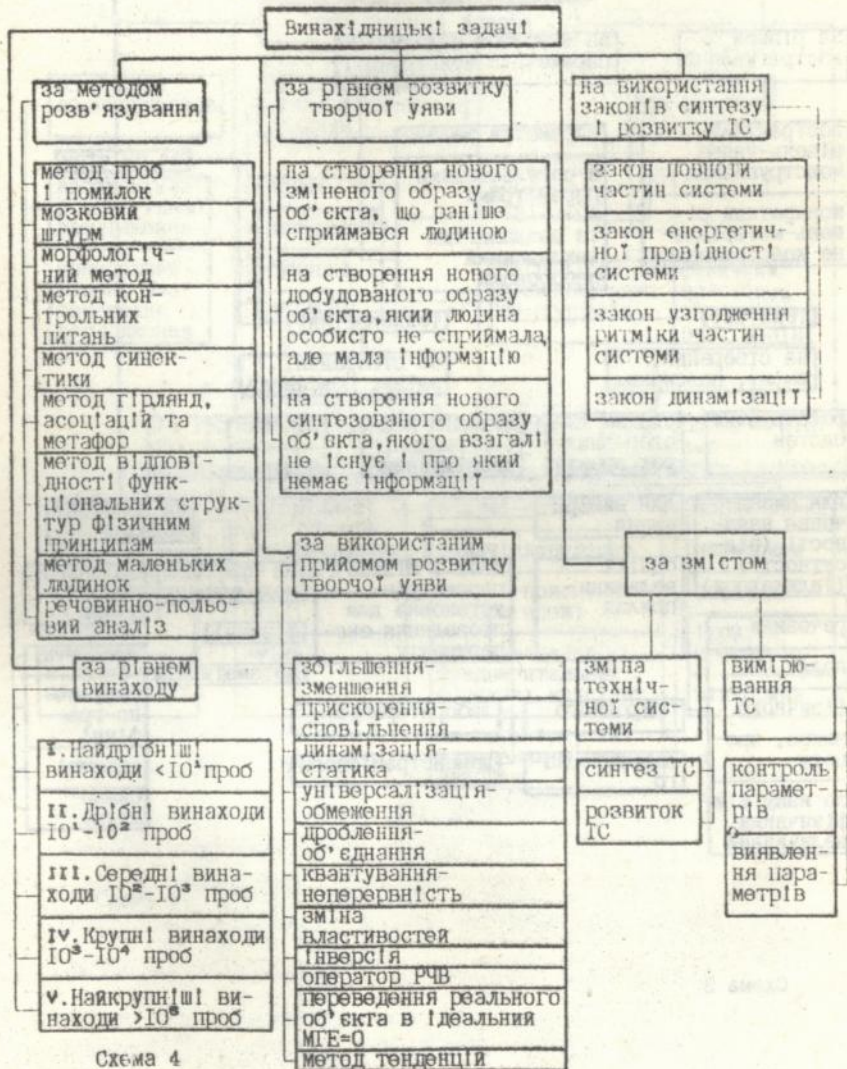 Винахідницькі задачі
за методом
розв'язування
метод проб
і помилок
мозковий
штурм
морфологіч-
ний метод
метод кон-
трольних
питань
метод синек-
тики
метод гірлянд,
асоціацій та
метафор
метод відпові-
дності функ-
ціональних струк-
тур фізичним
принципам
метод маленьких
людинок
речовинно-польо-
вий аналіз
за рівнем розвитку
творчої уяви
на створення нового
зміненого образу
об'єкта, що раніше
сприймався людиною
на створення нового
добудованого образу
об'єкта,який людина
особисто не сприймала,
але мала інформацію
на створення нового
синтезованого образу
об'єкта,якого взагалі
не існує і про який
немає інформації
на використання
законів синтезу
і розвитку ТС
закон повноти
частин системи
закон енергетич-
ної провідності
системи
закон узгодження
ритміки частин
системи
закон динамізації
за рівнем
винаходу
I.Найдрібніші
винаходи <10¹ проб
II.Дрібні винаходи
10¹-10² проб
III.Середні вина-
ходи 10²-10³ проб
IV.Крупні винаходи
10³-10⁴ проб
V.Найкрупніші ви-
находи >10⁶ проб
за використаним
прийомом розвитку
творчої уяви
збільшення-
зменшення
прискорення-
сповільнення
динамізація-
статика
універсалізація-
обмеження
дроблення-
об'єднання
квантування-
неперервність
зміна
властивостей
інверсія
оператор РЧВ
переведення реального
об'єкта в ідеальний
МГЕ=0
метод тенденцій
за змістом
зміна
техніч-
ної сис-
теми
синтез ТС
розвиток
ТС
вимірю-
вання
ТС
контроль
парамет-
рів
виявлен-
ня пара-
метрів
Схема 4